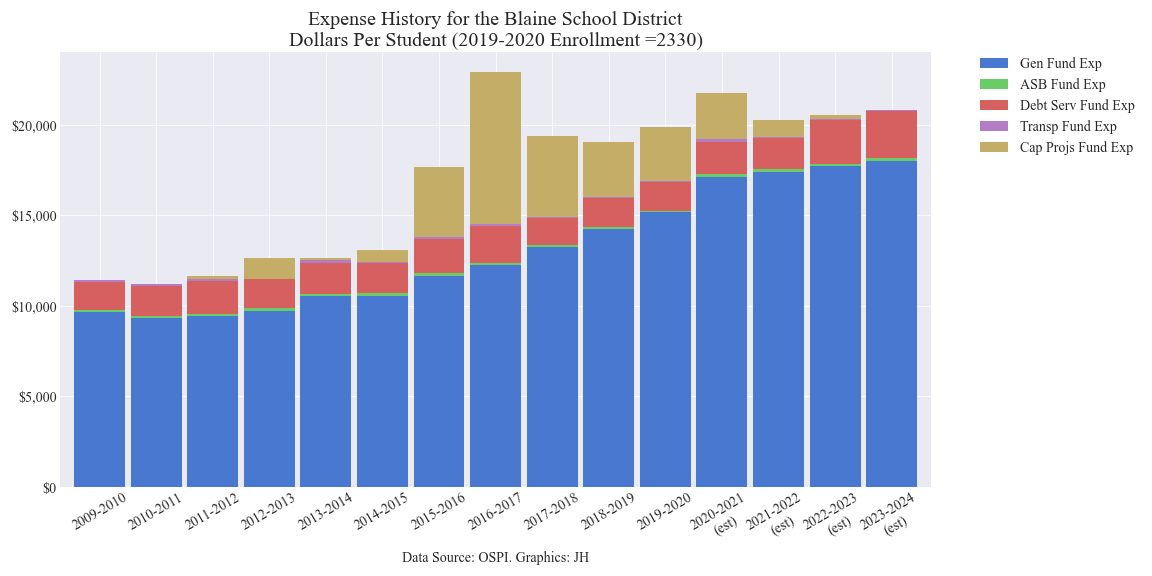 Expense History for the Blaine School District
Dollars Per Student (2019-2020 Enrollment =2330)
Gen Fund Exp
ASB Fund Exp
Debt Serv Fund Exp
Transp Fund Exp
Cap Projs Fund Exp
$20,000
$15,000
$10,000
$5,000
$0
2009-2010
2010-2011
2011-2012
2012-2013
2013-2014
2014-2015
2015-2016
2016-2017
2017-2018
2018-2019
2019-2020
2020-2021
(est)
2021-2022
(est)
2022-2023
(est)
2023-2024
(est)
Data Source: OSPI. Graphics: JH